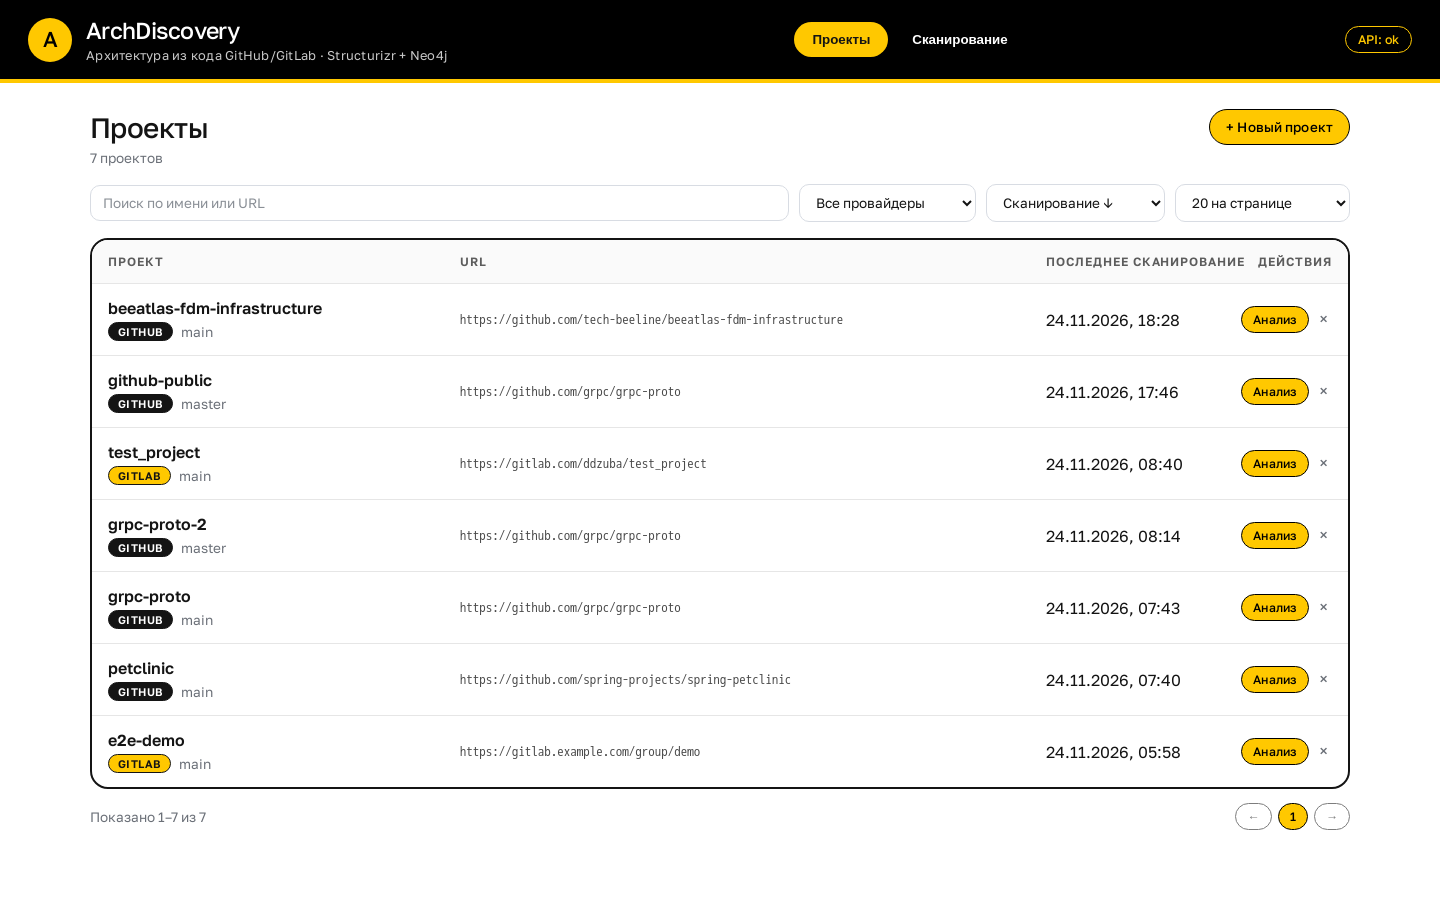 A
ArchDiscovery
Архитектура из кода GitHub/GitLab · Structurizr + Neo4j
Проекты
Сканирование
API: ok
Проекты
+ Новый проект
7 проектов
Поиск по имени или URL
Все провайдеры
Сканирование ↓
20 на странице
ПРОЕКТ URL ПОСЛЕДНЕЕ СКАНИРОВАНИЕ ДЕЙСТВИЯ
beeatlas-fdm-infrastructure
GITHUB main
https://github.com/tech-beeline/beeatlas-fdm-infrastructure
24.11.2026, 18:28
Анализ ×
github-public
GITHUB master
https://github.com/grpc/grpc-proto
24.11.2026, 17:46
Анализ ×
test_project
GITLAB main
https://gitlab.com/ddzuba/test_project
24.11.2026, 08:40
Анализ ×
grpc-proto-2
GITHUB master
https://github.com/grpc/grpc-proto
24.11.2026, 08:14
Анализ ×
grpc-proto
GITHUB main
https://github.com/grpc/grpc-proto
24.11.2026, 07:43
Анализ ×
petclinic
GITHUB main
https://github.com/spring-projects/spring-petclinic
24.11.2026, 07:40
Анализ ×
e2e-demo
GITLAB main
https://gitlab.example.com/group/demo
24.11.2026, 05:58
Анализ ×
Показано 1–7 из 7
← 1 →